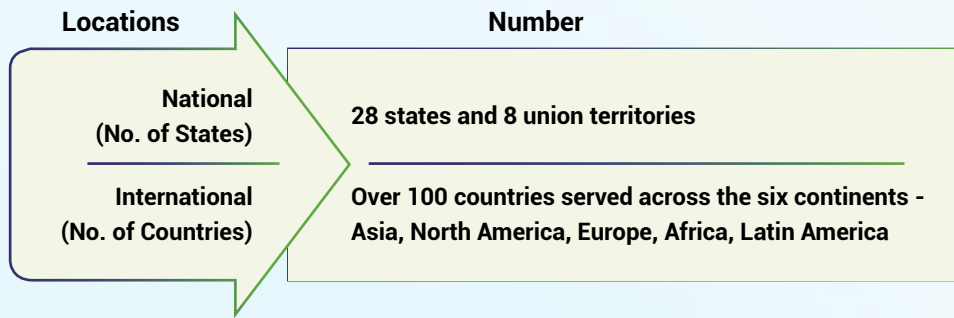 Locations
Number
National
(No. of States)
28 states and 8 union territories
International
(No. of Countries)
Over 100 countries served across the six continents -
Asia, North America, Europe, Africa, Latin America